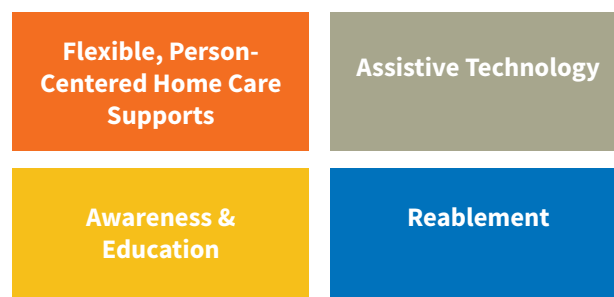 Flexible, Person-
Centered Home Care
Supports
Assistive Technology
Awareness &
Education
Reablement